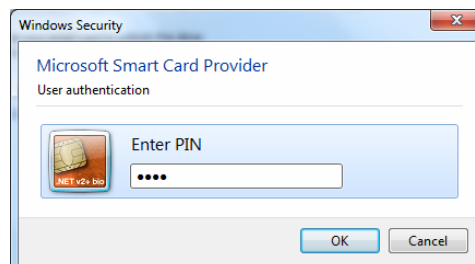 Windows Security
Microsoft Smart Card Provider
User authentication
Enter PIN
••••
.NET v2+ bio
OK
Cancel